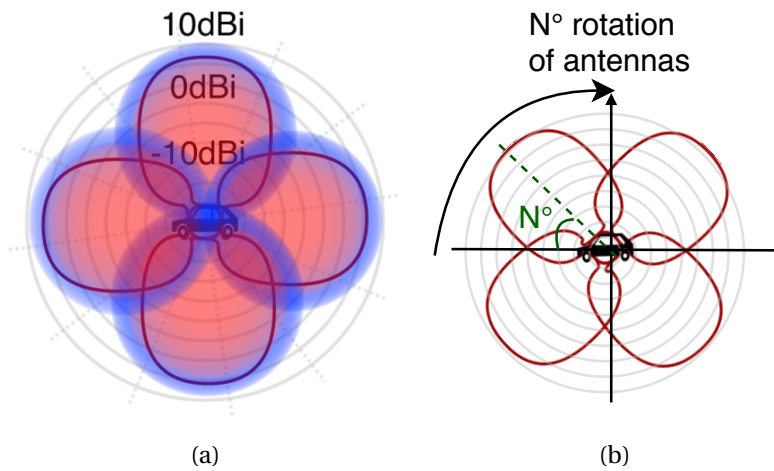 10dBi
0dBi
-10dBi
N° rotation
of antennas
N°
(a)
(b)